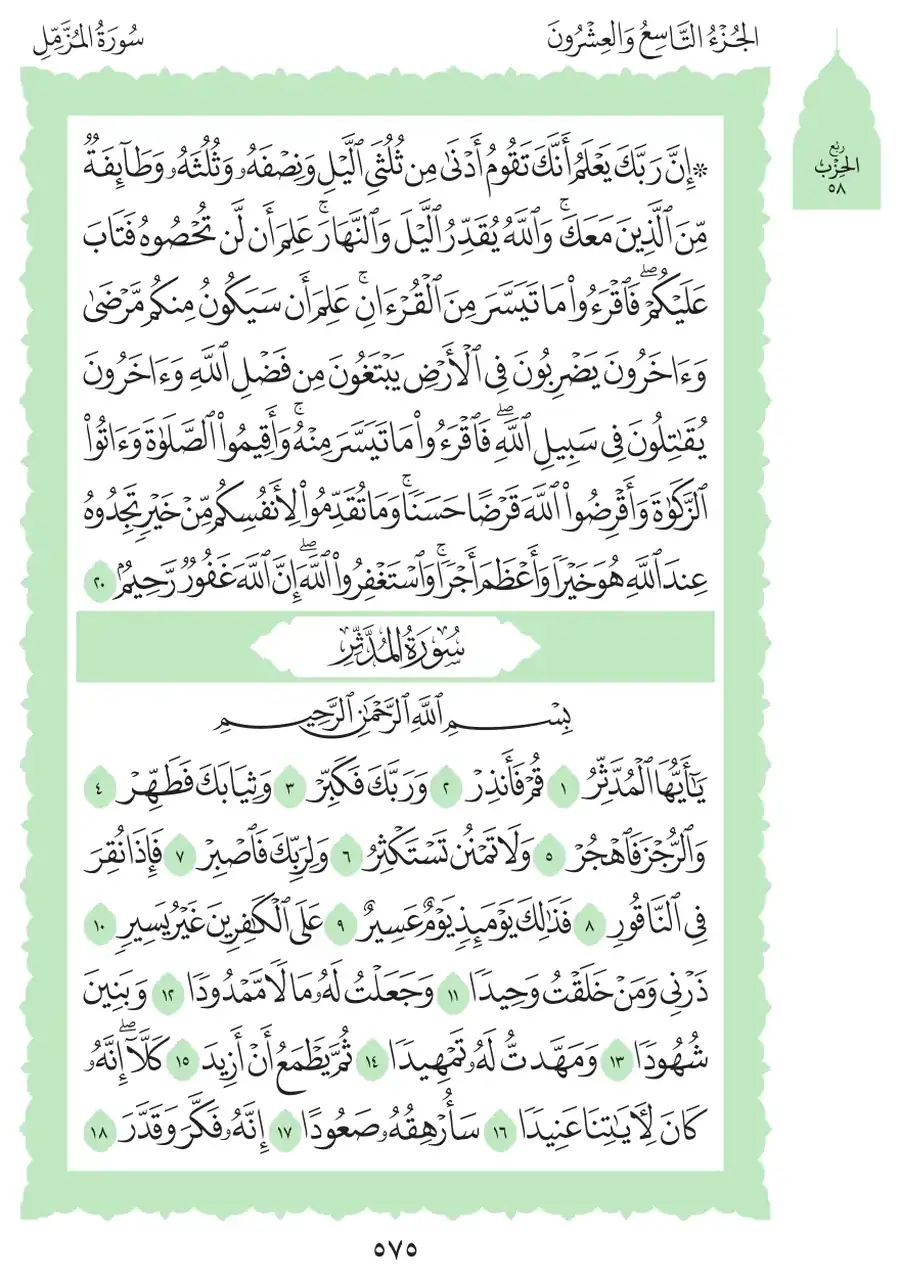 الجُزْءُ التَّاسِعُ وَالعِشْرُونَ
سُورَةُ المُزَّمِّل
رُبع
الحِزْب
٥٨
۞ إِنَّ رَبَّكَ يَعْلَمُ أَنَّكَ تَقُومُ أَدْنَىٰ مِن ثُلُثَيِ ٱلَّيْلِ وَنِصْفَهُۥ وَثُلُثَهُۥ وَطَآئِفَةٌ
مِّنَ ٱلَّذِينَ مَعَكَۚ وَٱللَّهُ يُقَدِّرُ ٱلَّيْلَ وَٱلنَّهَارَۚ عَلِمَ أَن لَّن تُحْصُوهُ فَتَابَ
عَلَيْكُمْۖ فَٱقْرَءُوا۟ مَا تَيَسَّرَ مِنَ ٱلْقُرْءَانِۚ عَلِمَ أَن سَيَكُونُ مِنكُم مَّرْضَىٰ
وَءَاخَرُونَ يَضْرِبُونَ فِى ٱلْأَرْضِ يَبْتَغُونَ مِن فَضْلِ ٱللَّهِ وَءَاخَرُونَ
يُقَٰتِلُونَ فِى سَبِيلِ ٱللَّهِۖ فَٱقْرَءُوا۟ مَا تَيَسَّرَ مِنْهُۚ وَأَقِيمُوا۟ ٱلصَّلَوٰةَ وَءَاتُوا۟
ٱلزَّكَوٰةَ وَأَقْرِضُوا۟ ٱللَّهَ قَرْضًا حَسَنًاۚ وَمَا تُقَدِّمُوا۟ لِأَنفُسِكُم مِّنْ خَيْرٍ تَجِدُوهُ
عِندَ ٱللَّهِ هُوَ خَيْرًا وَأَعْظَمَ أَجْرًاۚ وَٱسْتَغْفِرُوا۟ ٱللَّهَۖ إِنَّ ٱللَّهَ غَفُورٌ رَّحِيمٌۢ ٢٠
سُورَةُ المُدَّثِّر
بِسْمِ ٱللَّهِ ٱلرَّحْمَٰنِ ٱلرَّحِيمِ
يَٰٓأَيُّهَا ٱلْمُدَّثِّرُ ١ قُمْ فَأَنذِرْ ٢ وَرَبَّكَ فَكَبِّرْ ٣ وَثِيَابَكَ فَطَهِّرْ ٤
وَٱلرُّجْزَ فَٱهْجُرْ ٥ وَلَا تَمْنُن تَسْتَكْثِرُ ٦ وَلِرَبِّكَ فَٱصْبِرْ ٧ فَإِذَا نُقِرَ
فِى ٱلنَّاقُورِ ٨ فَذَٰلِكَ يَوْمَئِذٍ يَوْمٌ عَسِيرٌ ٩ عَلَى ٱلْكَٰفِرِينَ غَيْرُ يَسِيرٍ ١٠
ذَرْنِى وَمَنْ خَلَقْتُ وَحِيدًا ١١ وَجَعَلْتُ لَهُۥ مَالًا مَّمْدُودًا ١٢ وَبَنِينَ
شُهُودًا ١٣ وَمَهَّدتُّ لَهُۥ تَمْهِيدًا ١٤ ثُمَّ يَطْمَعُ أَنْ أَزِيدَ ١٥ كَلَّآۖ إِنَّهُۥ
كَانَ لِـَٔايَٰتِنَا عَنِيدًا ١٦ سَأُرْهِقُهُۥ صَعُودًا ١٧ إِنَّهُۥ فَكَّرَ وَقَدَّرَ ١٨
٥٧٥